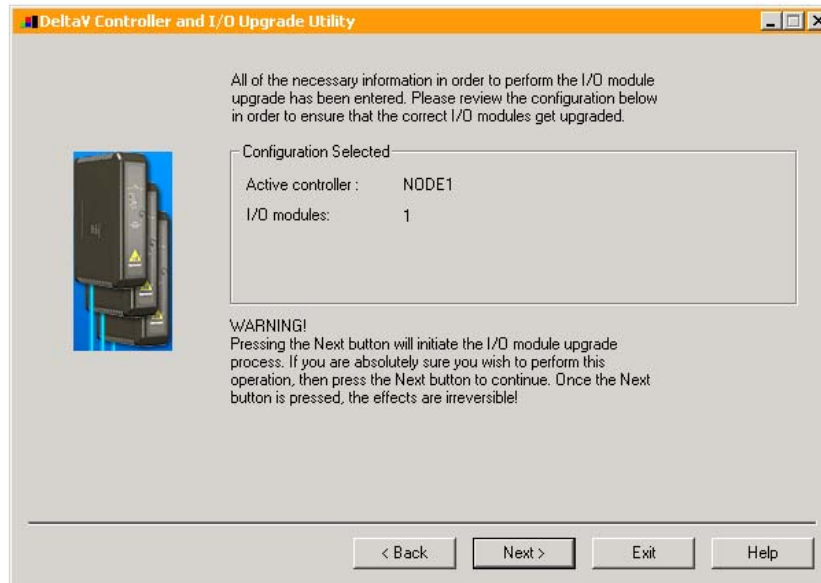 DeltaV Controller and I/O Upgrade Utility
All of the necessary information in order to perform the I/O module
upgrade has been entered. Please review the configuration below
in order to ensure that the correct I/O modules get upgraded.
Configuration Selected
Active controller : NODE1
I/O modules: 1
WARNING!
Pressing the Next button will initiate the I/O module upgrade
process. If you are absolutely sure you wish to perform this
operation, then press the Next button to continue. Once the Next
button is pressed, the effects are irreversible!
< Back Next > Exit Help